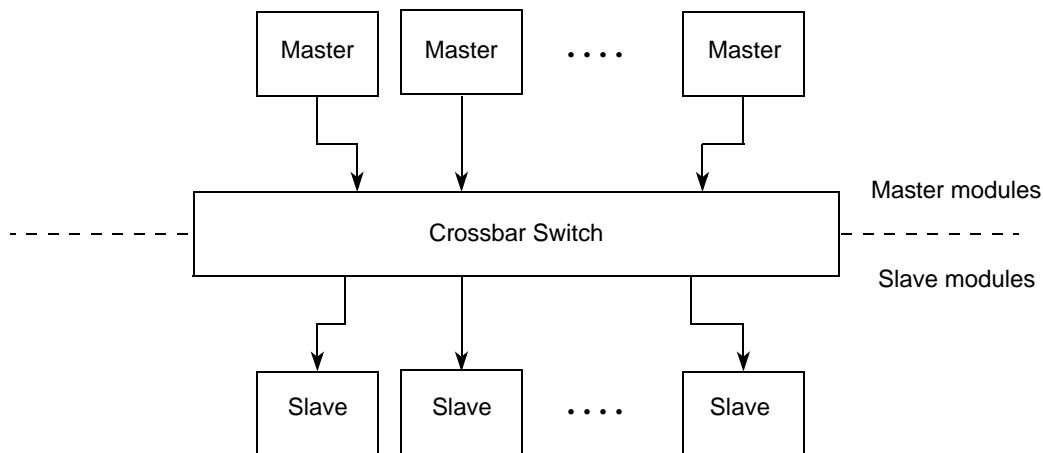 Master
Master
. . . .
Master
Master modules
Crossbar Switch
Slave modules
Slave
Slave
. . . .
Slave